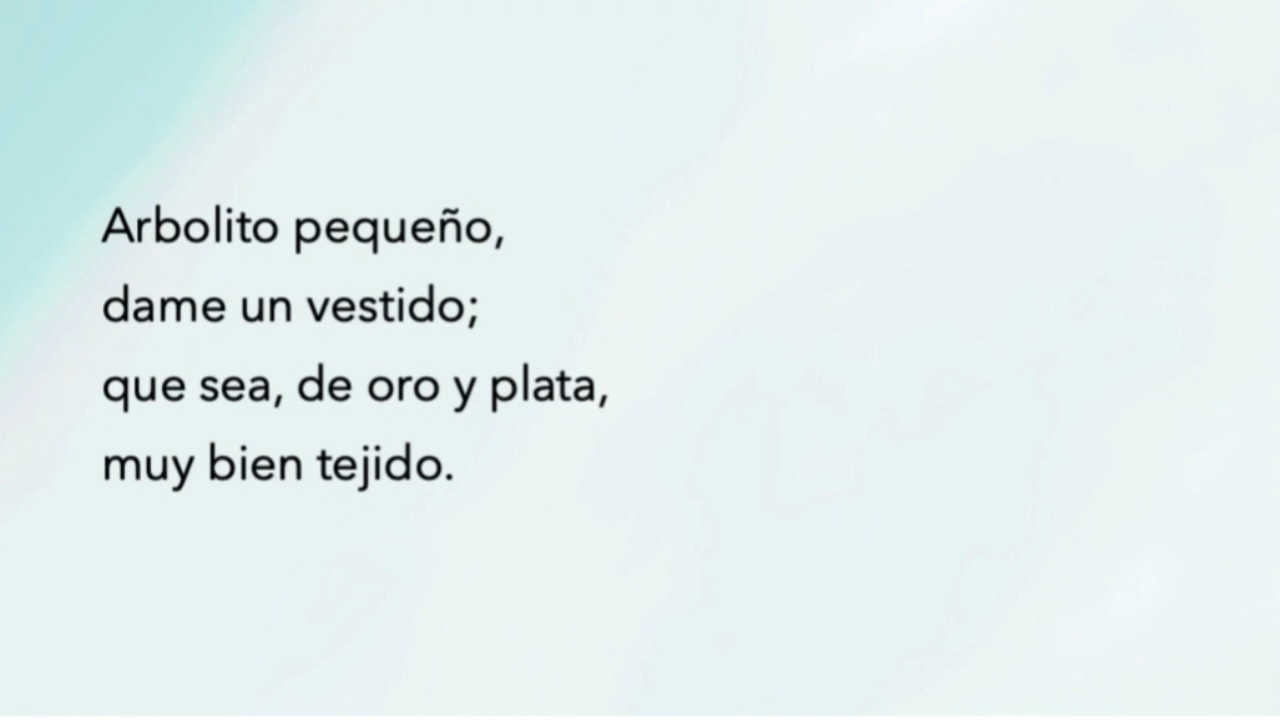 Arbolito pequeño,
dame un vestido;
que sea, de oro y plata,
muy bien tejido.